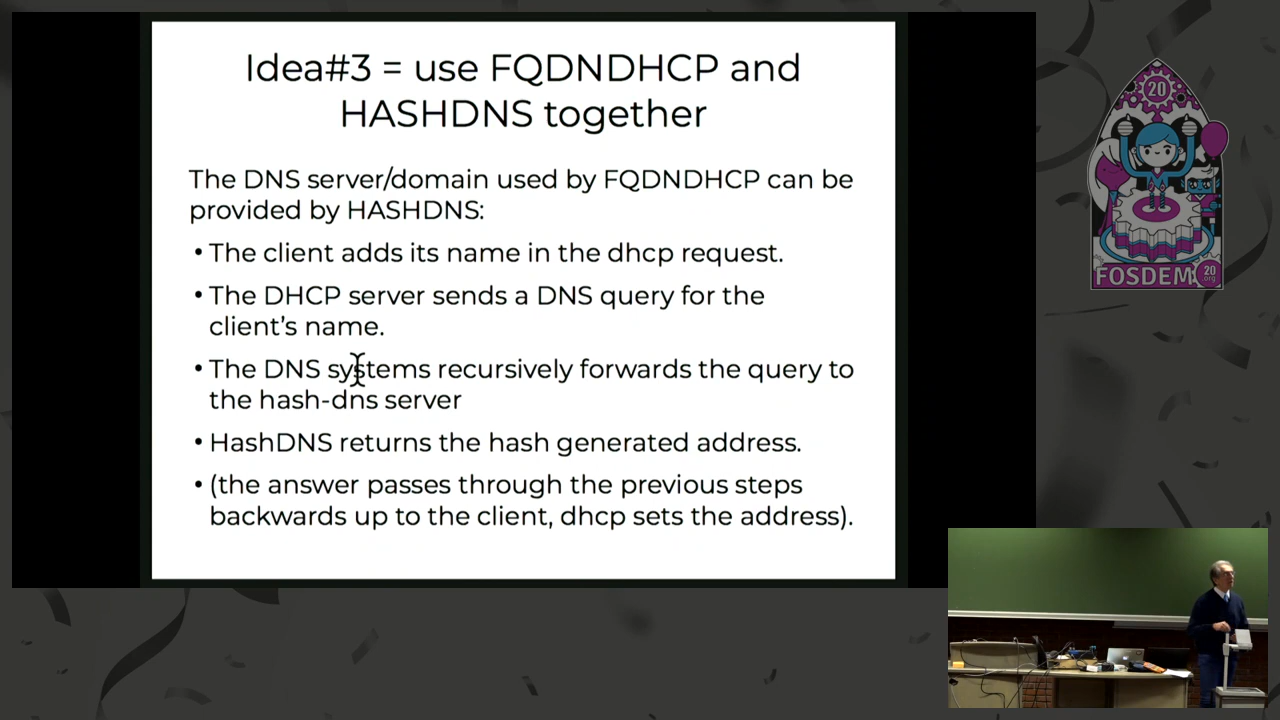 Idea#3 = use FQDNDHCP and
HASHDNS together
The DNS server/domain used by FQDNDHCP can be
provided by HASHDNS:
• The client adds its name in the dhcp request.
• The DHCP server sends a DNS query for the
client's name.
• The DNS systems recursively forwards the query to
the hash-dns server
• HashDNS returns the hash generated address.
• (the answer passes through the previous steps
backwards up to the client, dhcp sets the address).
20
FOSDEM
20
.org